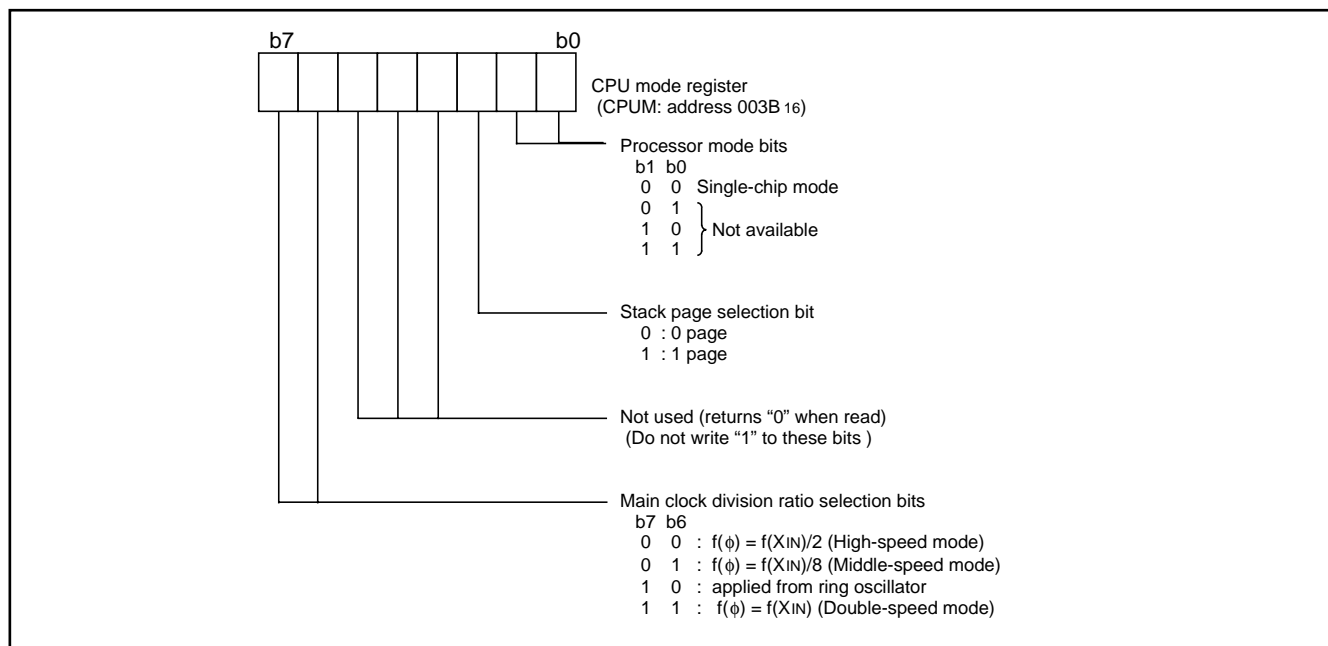 b7 b0
CPU mode register
(CPUM: address 003B 16)
Processor mode bits
b1 b0
0 0 Single-chip mode
0 1
1 0 Not available
1 1
Stack page selection bit
0 : 0 page
1 : 1 page
Not used (returns “0” when read)
(Do not write “1” to these bits )
Main clock division ratio selection bits
b7 b6
0 0 : f(φ) = f(XIN)/2 (High-speed mode)
0 1 : f(φ) = f(XIN)/8 (Middle-speed mode)
1 0 : applied from ring oscillator
1 1 : f(φ) = f(XIN) (Double-speed mode)